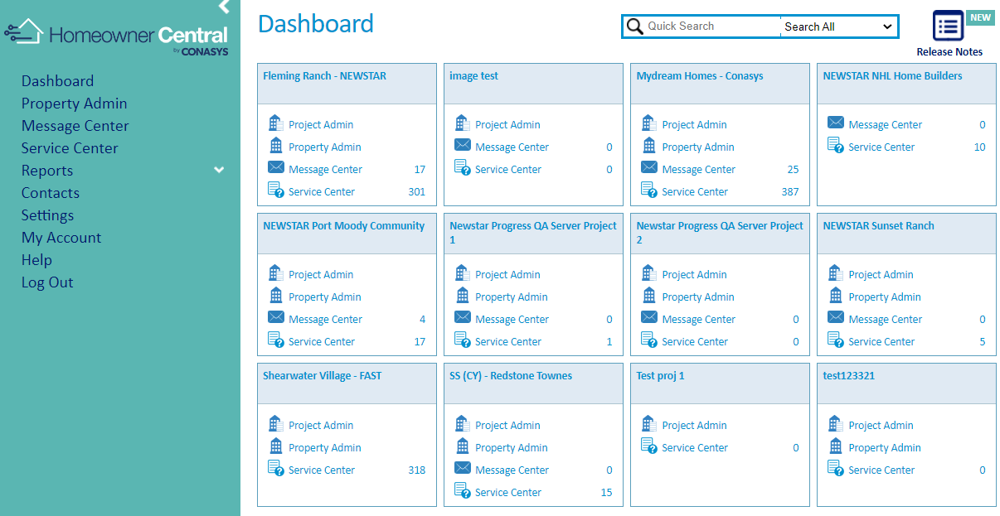 Homeowner Central
by CONASYS
Dashboard
Property Admin
Message Center
Service Center
Reports
Contacts
Settings
My Account
Help
Log Out
Dashboard
Quick Search
Search All
NEW
Release Notes
Fleming Ranch - NEWSTAR
Project Admin
Property Admin
Message Center 17
Service Center 301
image test
Project Admin
Message Center 0
Service Center 0
Mydream Homes - Conasys
Project Admin
Property Admin
Message Center 25
Service Center 387
NEWSTAR NHL Home Builders
Message Center 0
Service Center 10
NEWSTAR Port Moody Community
Project Admin
Property Admin
Message Center 4
Service Center 17
Newstar Progress QA Server Project
1
Project Admin
Property Admin
Message Center 0
Service Center 1
Newstar Progress QA Server Project
2
Project Admin
Property Admin
Message Center 0
Service Center 0
NEWSTAR Sunset Ranch
Project Admin
Property Admin
Message Center 0
Service Center 5
Shearwater Village - FAST
Project Admin
Property Admin
Service Center 318
SS (CY) - Redstone Townes
Project Admin
Property Admin
Message Center 0
Service Center 15
Test proj 1
Project Admin
Service Center 0
test123321
Project Admin
Property Admin
Service Center 0